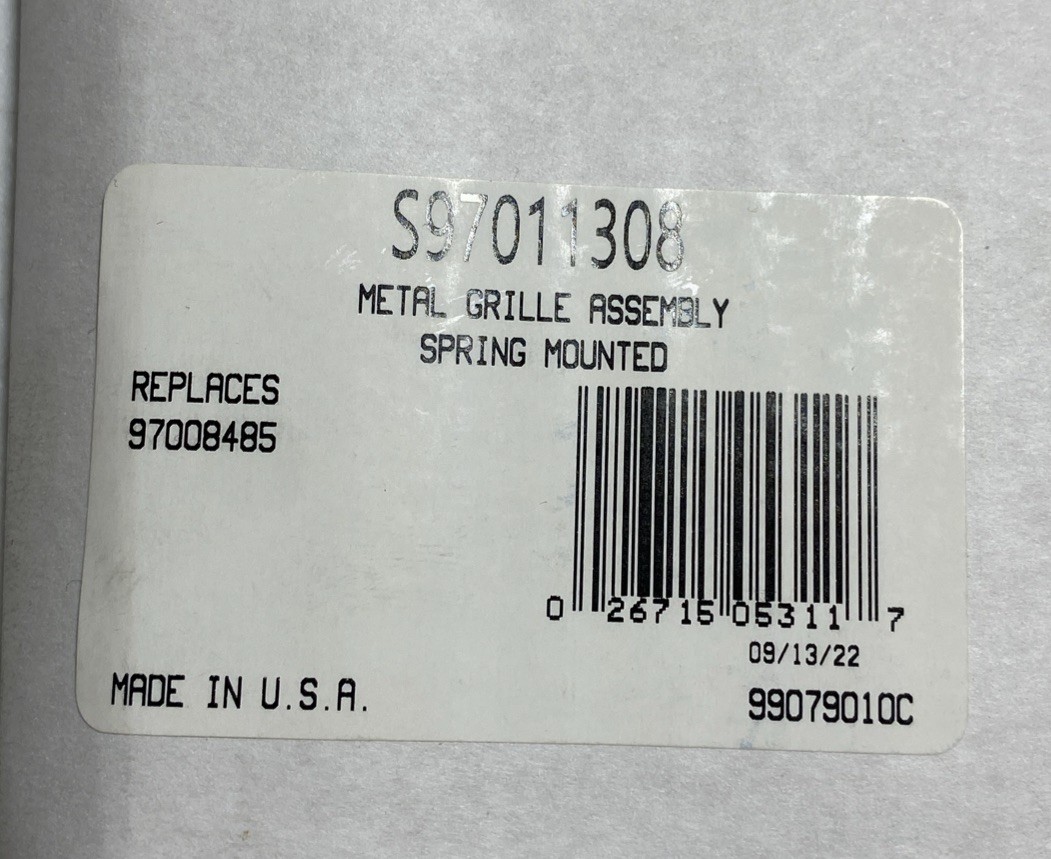 S97011308
METAL GRILLE ASSEMBLY
SPRING MOUNTED
REPLACES
97008485
0 26715 05311 7
09/13/22
MADE IN U.S.A.
99079010C